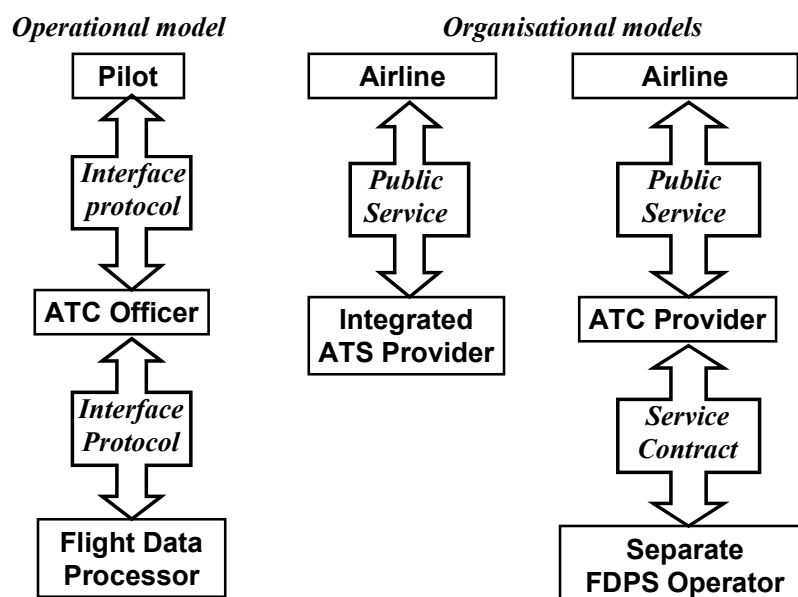 Operational model
Organisational models
Pilot
Airline
Airline
Interface
protocol
Public
Service
Public
Service
ATC Officer
Integrated
ATS Provider
ATC Provider
Interface
Protocol
Service
Contract
Flight Data
Processor
Separate
FDPS Operator